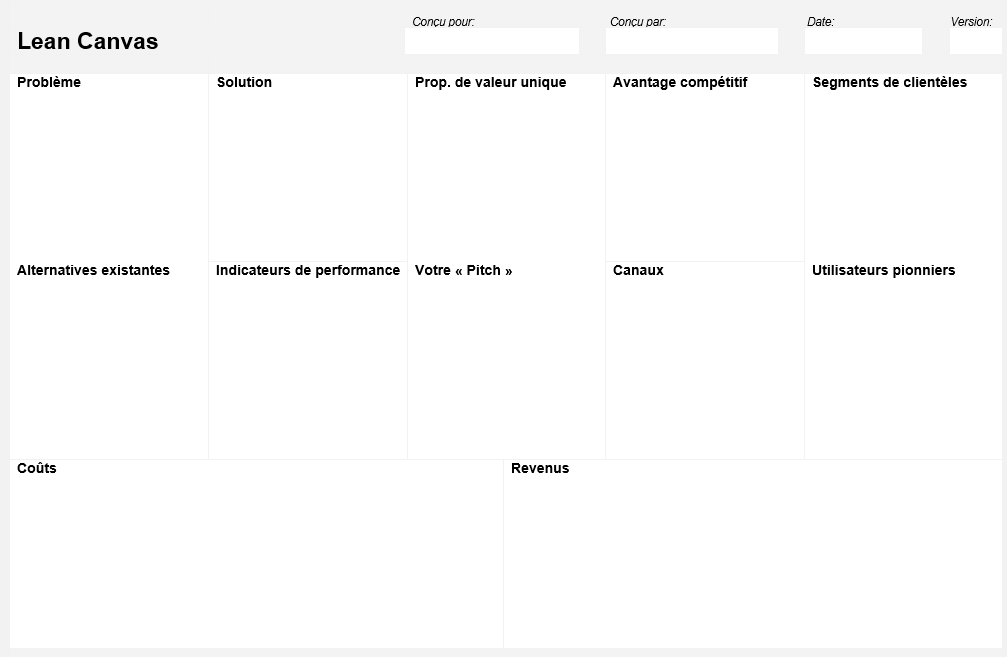 Lean Canvas
Conçu pour:
Conçu par:
Date:
Version:
Problème
Solution
Prop. de valeur unique
Avantage compétitif
Segments de clientèles
Alternatives existantes
Indicateurs de performance
Votre « Pitch »
Canaux
Utilisateurs pionniers
Coûts
Revenus